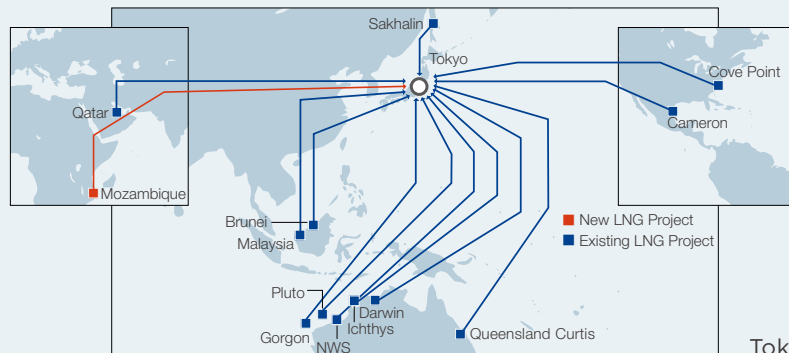 Sakhalin
Tokyo
Cove Point
Qatar
Cameron
Mozambique
Brunei
New LNG Project
Malaysia
Existing LNG Project
Pluto
Darwin
Ichthys
Gorgon
NWS
Queensland Curtis
Tok